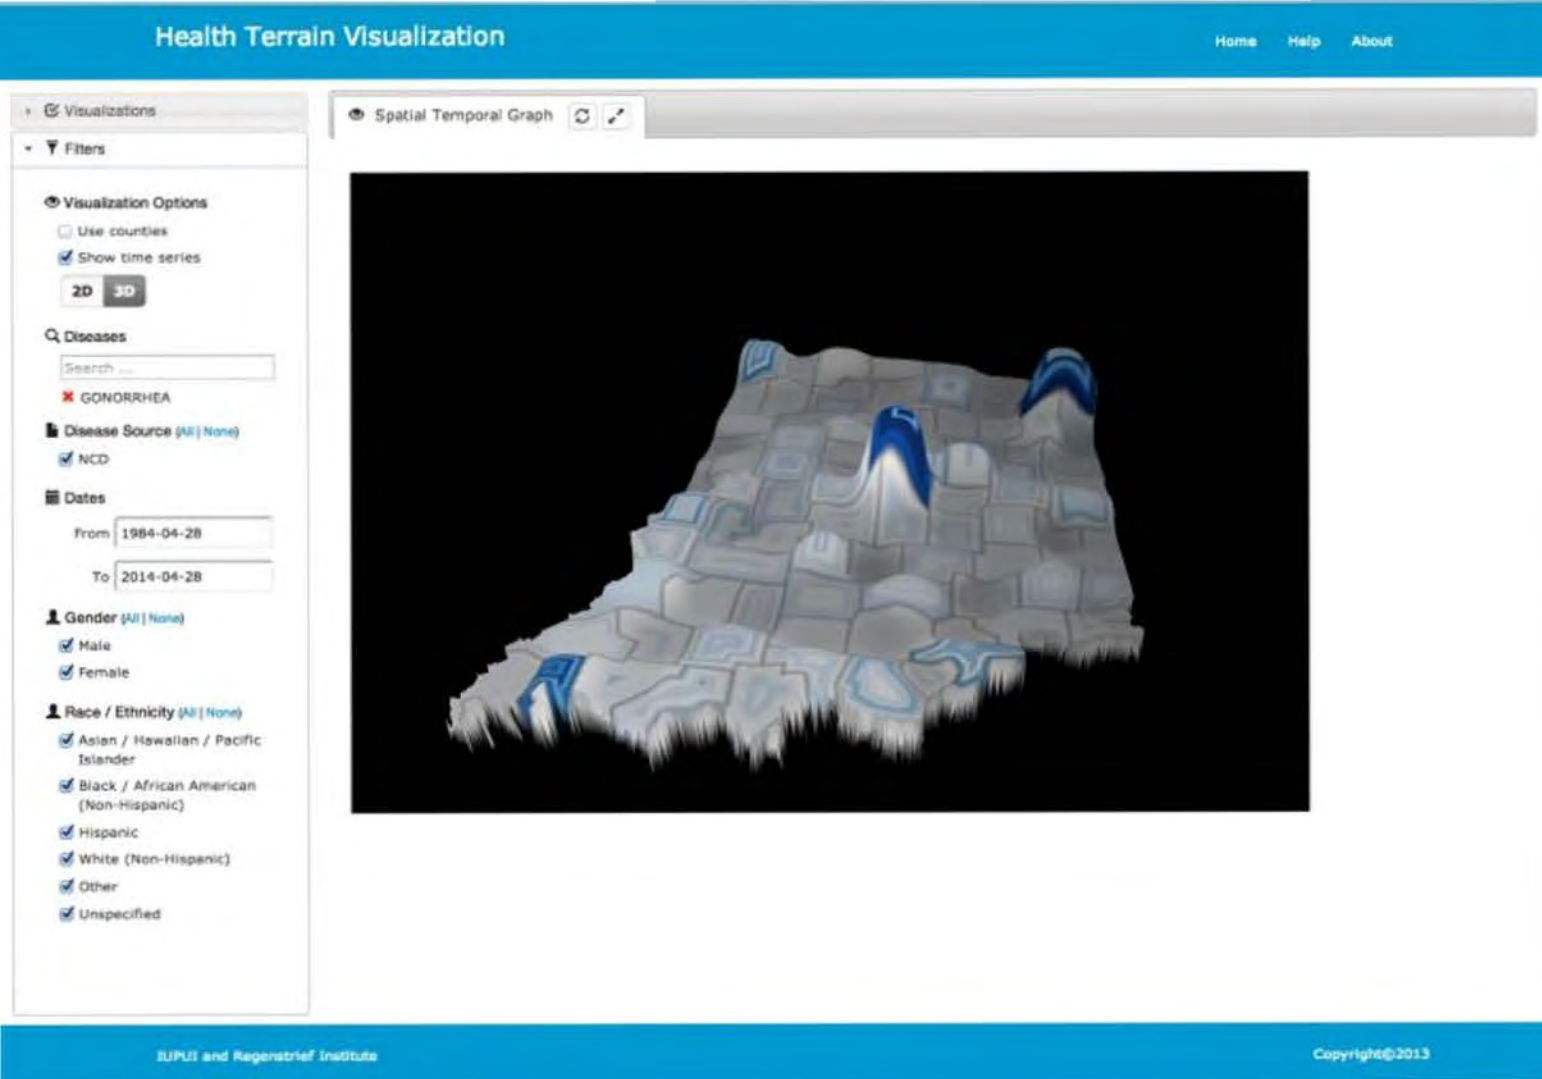 Health Terrain Visualization
Home Help About
Visualizations
Filters
Spatial Temporal Graph
Visualization Options
Use counties
Show time series
2D 3D
Diseases
Search ...
GONORRHEA
Disease Source (All | None)
NCD
Dates
From 1984-04-28
To 2014-04-28
Gender (All | None)
Male
Female
Race / Ethnicity (All | None)
Asian / Hawaiian / Pacific
Islander
Black / African American
(Non-Hispanic)
Hispanic
White (Non-Hispanic)
Other
Unspecified
IUPUI and Regenstrief Institute
Copyright©2013